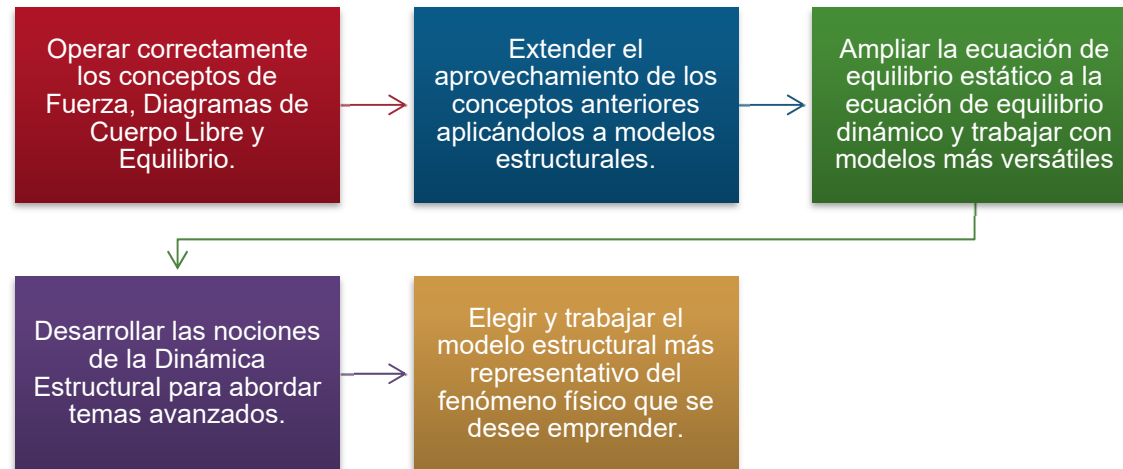 Operar correctamente
los conceptos de
Fuerza, Diagramas de
Cuerpo Libre y
Equilibrio.
Extender el
aprovechamiento de los
conceptos anteriores
aplicándolos a modelos
estructurales.
Ampliar la ecuación de
equilibrio estático a la
ecuación de equilibrio
dinámico y trabajar con
modelos más versátiles
Desarrollar las nociones
de la Dinámica
Estructural para abordar
temas avanzados.
Elegir y trabajar el
modelo estructural más
representativo del
fenómeno físico que se
desee emprender.